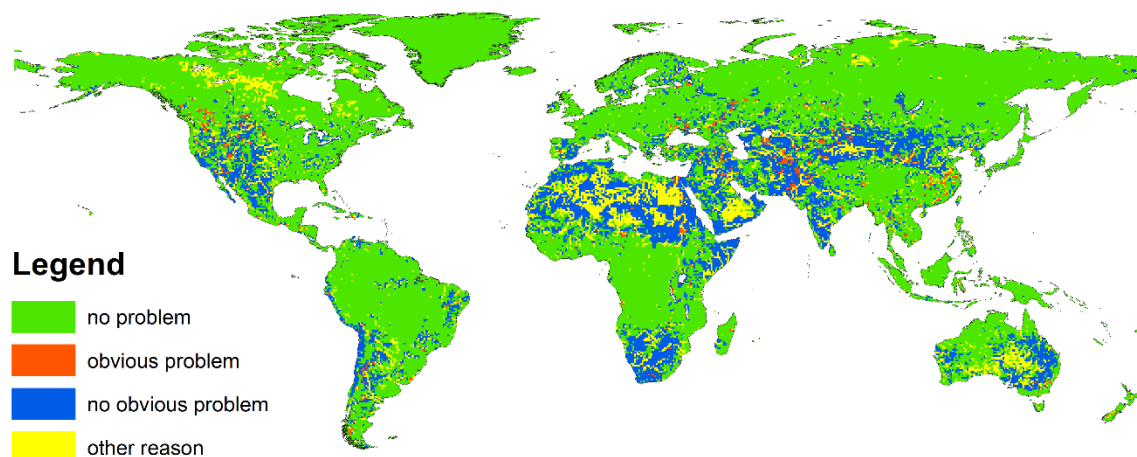 Legend
no problem
obvious problem
no obvious problem
other reason